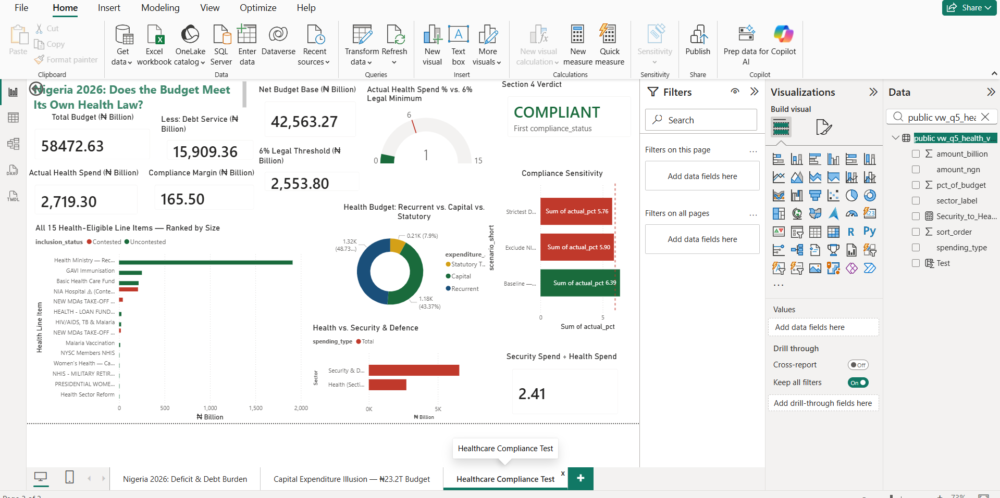 File
Home
Insert
Modeling
View
Optimize
Help
Share
Paste
Cut
Copy
Format painter
Clipboard
Get data
Excel workbook
OneLake catalog
SQL Server
Enter data
Dataverse
Recent sources
Data
Transform data
Refresh
Queries
New visual
Text box
More visuals
Insert
New visual calculation
New measure
Quick measure
Calculations
Sensitivity
Sensitivity
Publish
Share
Prep data for AI
Copilot
Copilot
Nigeria 2026: Does the Budget Meet
Its Own Health Law?
Total Budget (₦ Billion)
58472.63
Less: Debt Service (₦
Billion)
15,909.36
Net Budget Base (₦ Billion)
42,563.27
6% Legal Threshold (₦
Billion)
2,553.80
Actual Health Spend (₦ Billion)
2,719.30
Compliance Margin (₦ Billion)
165.50
Actual Health Spend % vs. 6%
Legal Minimum
6
0
1
15
Section 4 Verdict
COMPLIANT
First compliance_status
All 15 Health-Eligible Line Items — Ranked by Size
inclusion_status Contested Uncontested
Health Line Item
Health Ministry — Rec...
GAVI Immunisation
Basic Health Care Fund
NIA Hospital ⚠ (Conte...
NEW MDAs TAKE-OFF ...
HEALTH - LOAN FUND...
HIV/AIDS, TB & Malaria
NEW MDAs TAKE-OFF ...
Malaria Vaccination
NYSC Members NHIS
Women's Health — Ca...
NHIS - MILITARY RETIR...
PRESIDENTIAL WOME...
Health Sector Reform
0 500 1,000 1,500 2,000
₦ Billion
Health Budget: Recurrent vs. Capital vs.
Statutory
0.21K (7.9%)
1.32K
(48.73...)
1.18K
(43.37%)
expenditure_.
Statutory T..
Capital
Recurrent
Compliance Sensitivity
scenario_short
Strictest D...
Sum of actual_pct 5.76
Exclude NI...
Sum of actual_pct 5.90
Baseline —...
Sum of actual_pct 6.39
0 5
Sum of actual_pct
Health vs. Security & Defence
spending_type Total
Sector
Security & D...
Health (Secti...
0K 5K
₦ Billion
Security Spend ÷ Health Spend
2.41
Healthcare Compliance Test
Nigeria 2026: Deficit & Debt Burden
Capital Expenditure Illusion — ₦23.2T Budget
Healthcare Compliance Test
x
+
Filters
Search
Filters on this page
...
Add data fields here
Filters on all pages
...
Add data fields here
Visualizations
Build visual
R
Py
...
Values
Add data fields here
Drill through
Cross-report
Off
Keep all filters
On
Add drill-through fields here
Data
public vw_q5_hea
public vw_q5_health_v...
amount_billion
amount_ngn
pct_of_budget
sector_label
Security_to_Hea...
sort_order
spending_type
Test
DAX
TMDL